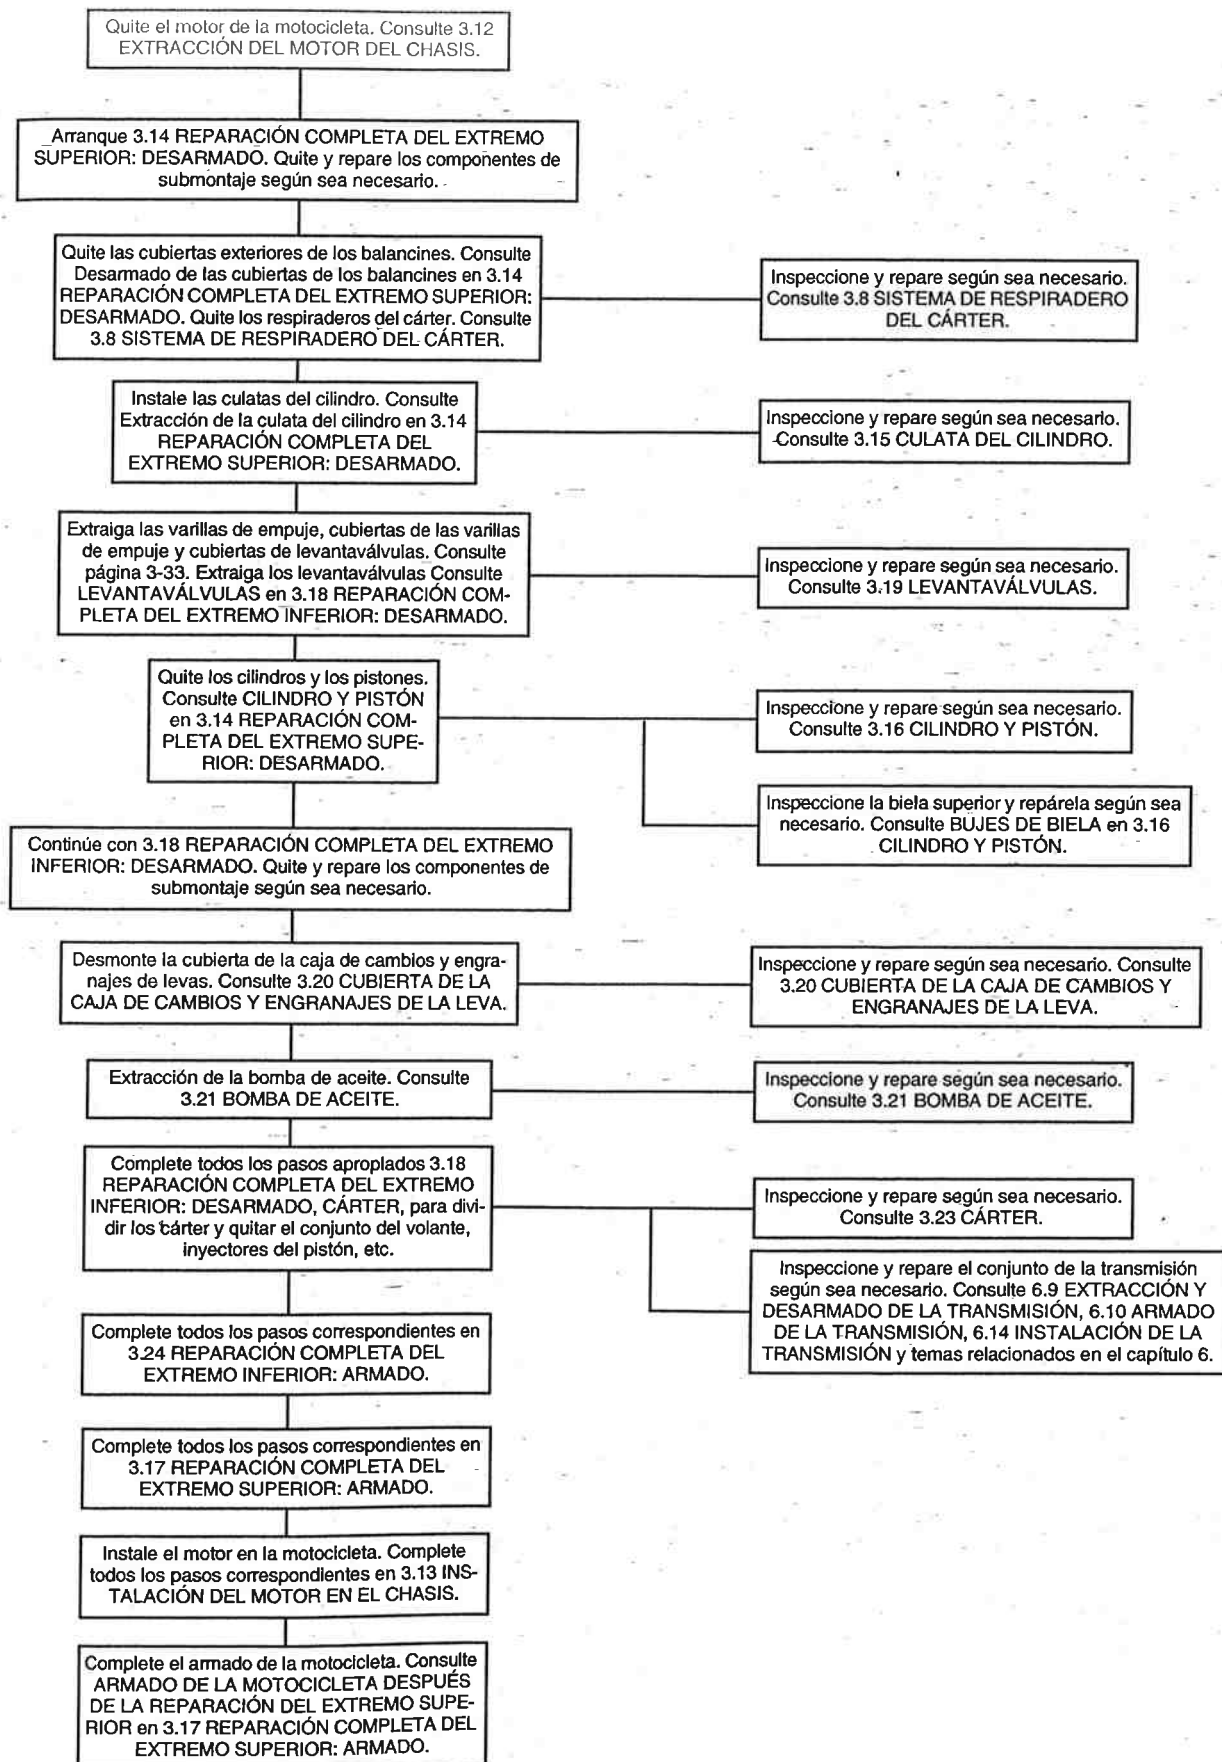 Quite el motor de la motocicleta. Consulte 3.12
EXTRACCIÓN DEL MOTOR DEL CHASIS.
Arranque 3.14 REPARACIÓN COMPLETA DEL EXTREMO
SUPERIOR: DESARMADO. Quite y repare los componentes de
submontaje según sea necesario.
Quite las cubiertas exteriores de los balancines. Consulte
Desarmado de las cubiertas de los balancines en 3.14
REPARACIÓN COMPLETA DEL EXTREMO SUPERIOR:
DESARMADO. Quite los respiraderos del cárter. Consulte
3.8 SISTEMA DE RESPIRADERO DEL CÁRTER.
Inspeccione y repare según sea necesario.
Consulte 3.8 SISTEMA DE RESPIRADERO
DEL CÁRTER.
Instale las culatas del cilindro. Consulte
Extracción de la culata del cilindro en 3.14
REPARACIÓN COMPLETA DEL
EXTREMO SUPERIOR: DESARMADO.
Inspeccione y repare según sea necesario.
Consulte 3.15 CULATA DEL CILINDRO.
Extraiga las varillas de empuje, cubiertas de las varillas
de empuje y cubiertas de levantaválvulas. Consulte
página 3-33. Extraiga los levantaválvulas Consulte
LEVANTAVÁLVULAS en 3.18 REPARACIÓN COM-
PLETA DEL EXTREMO INFERIOR: DESARMADO.
Inspeccione y repare según sea necesario.
Consulte 3.19 LEVANTAVÁLVULAS.
Quite los cilindros y los pistones.
Consulte CILINDRO Y PISTÓN
en 3.14 REPARACIÓN COM-
PLETA DEL EXTREMO SUPE-
RIOR: DESARMADO.
Inspeccione y repare según sea necesario.
Consulte 3.16 CILINDRO Y PISTÓN.
Inspeccione la biela superior y repárela según sea
necesario. Consulte BUJES DE BIELA en 3.16
CILINDRO Y PISTÓN.
Continúe con 3.18 REPARACIÓN COMPLETA DEL EXTREMO
INFERIOR: DESARMADO. Quite y repare los componentes de
submontaje según sea necesario.
Desmonte la cubierta de la caja de cambios y engra-
najes de levas. Consulte 3.20 CUBIERTA DE LA
CAJA DE CAMBIOS Y ENGRANAJES DE LA LEVA.
Inspeccione y repare según sea necesario. Consulte
3.20 CUBIERTA DE LA CAJA DE CAMBIOS Y
ENGRANAJES DE LA LEVA.
Extracción de la bomba de aceite. Consulte
3.21 BOMBA DE ACEITE.
Inspeccione y repare según sea necesario.
Consulte 3.21 BOMBA DE ACEITE.
Complete todos los pasos apropiados 3.18
REPARACIÓN COMPLETA DEL EXTREMO
INFERIOR: DESARMADO, CÁRTER, para divi-
dir los cárter y quitar el conjunto del volante,
inyectores del pistón, etc.
Inspeccione y repare según sea necesario.
Consulte 3.23 CÁRTER.
Inspeccione y repare el conjunto de la transmisión
según sea necesario. Consulte 6.9 EXTRACCIÓN Y
DESARMADO DE LA TRANSMISIÓN, 6.10 ARMADO
DE LA TRANSMISIÓN, 6.14 INSTALACIÓN DE LA
TRANSMISIÓN y temas relacionados en el capítulo 6.
Complete todos los pasos correspondientes en
3.24 REPARACIÓN COMPLETA DEL
EXTREMO INFERIOR: ARMADO.
Complete todos los pasos correspondientes en
3.17 REPARACIÓN COMPLETA DEL
EXTREMO SUPERIOR: ARMADO.
Instale el motor en la motocicleta. Complete
todos los pasos correspondientes en 3.13 INS-
TALACIÓN DEL MOTOR EN EL CHASIS.
Complete el armado de la motocicleta. Consulte
ARMADO DE LA MOTOCICLETA DESPUÉS
DE LA REPARACIÓN DEL EXTREMO SUPE-
RIOR en 3.17 REPARACIÓN COMPLETA DEL
EXTREMO SUPERIOR: ARMADO.